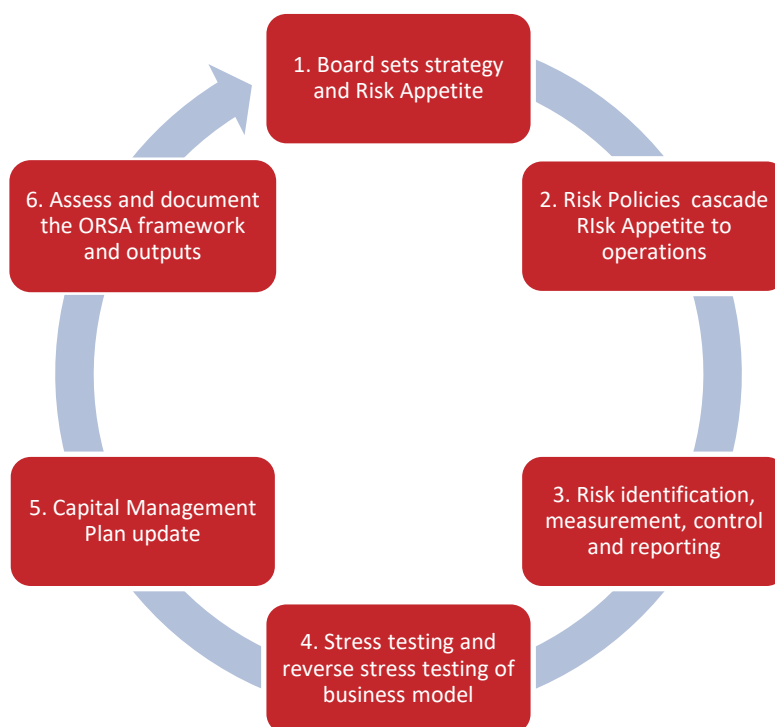 1. Board sets strategy
and Risk Appetite
2. Risk Policies  cascade
RIsk Appetite to
operations
3. Risk identification,
measurement, control
and reporting
4. Stress testing and
reverse stress testing of
business model
5. Capital Management
Plan update
6. Assess and document
the ORSA framework
and outputs